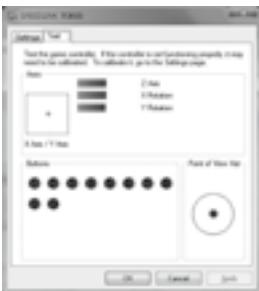 Settings Test
Test the game controller. If the controller is not functioning properly, it may
need to be calibrated. To calibrate it, go to the Settings page.
Axes
Z Axis
X Rotation
Y Rotation
X Axis / Y Axis
Buttons
Point of View Hat
OK Cancel Apply